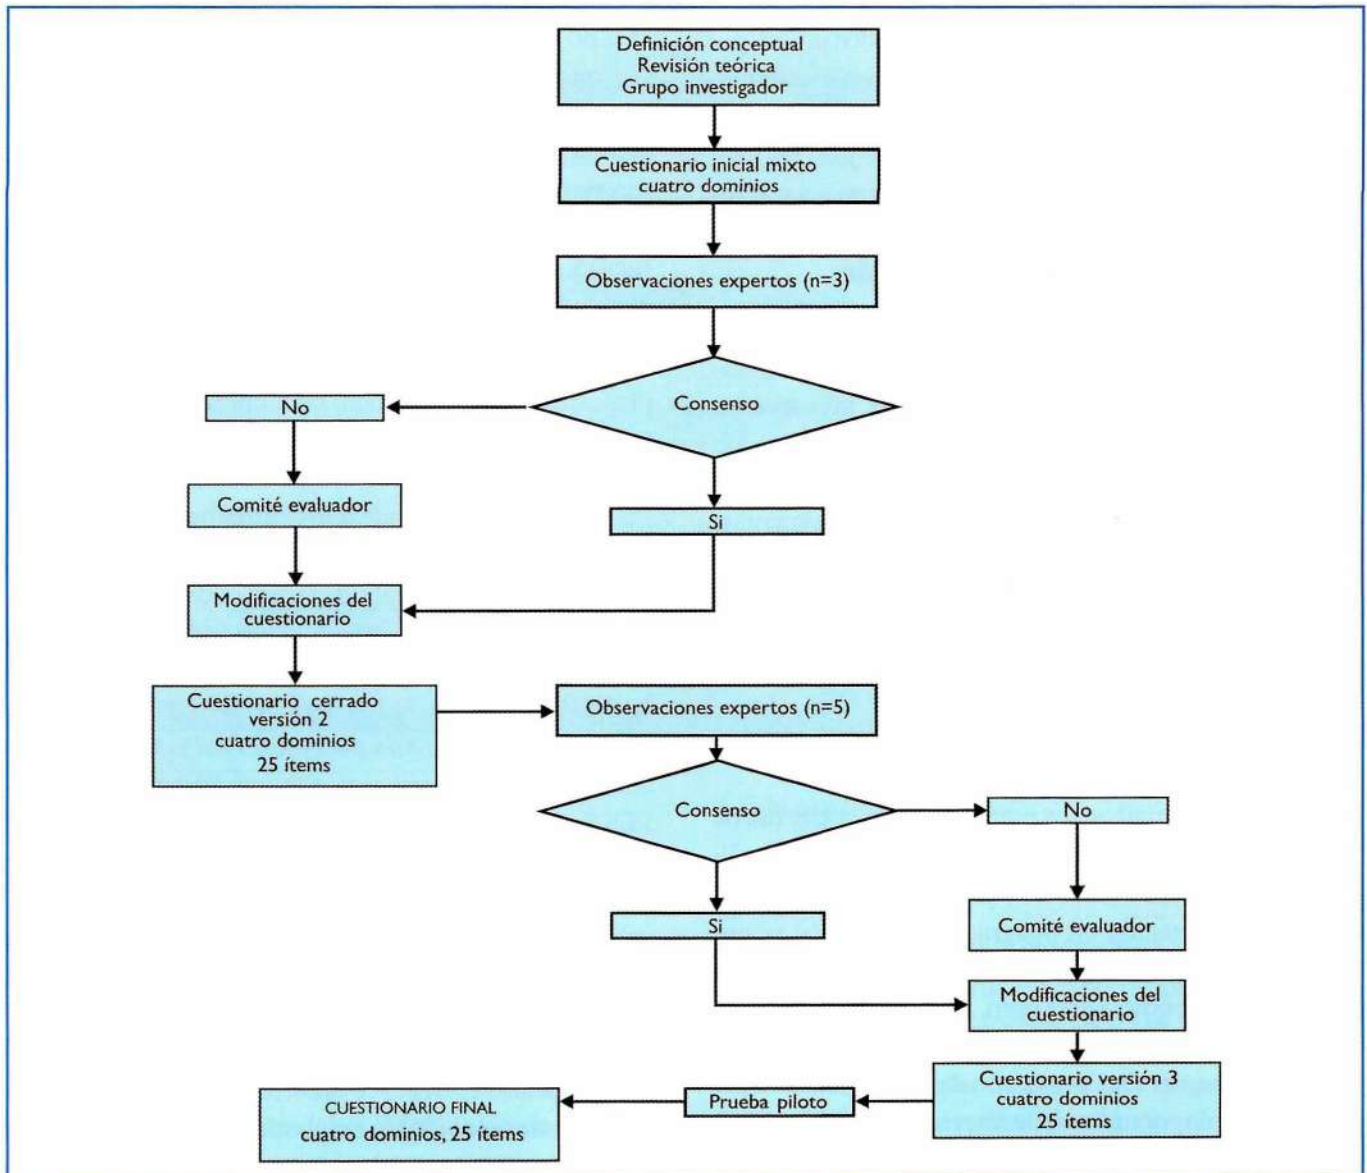 Definición conceptual
Revisión teórica
Grupo investigador
Cuestionario inicial mixto
cuatro dominios
Observaciones expertos (n=3)
Consenso
No
Si
Comité evaluador
Modificaciones del
cuestionario
Cuestionario cerrado
versión 2
cuatro dominios
25 ítems
Observaciones expertos (n=5)
Consenso
No
Si
Comité evaluador
Modificaciones del
cuestionario
Cuestionario versión 3
cuatro dominios
25 ítems
Prueba piloto
CUESTIONARIO FINAL
cuatro dominios, 25 ítems